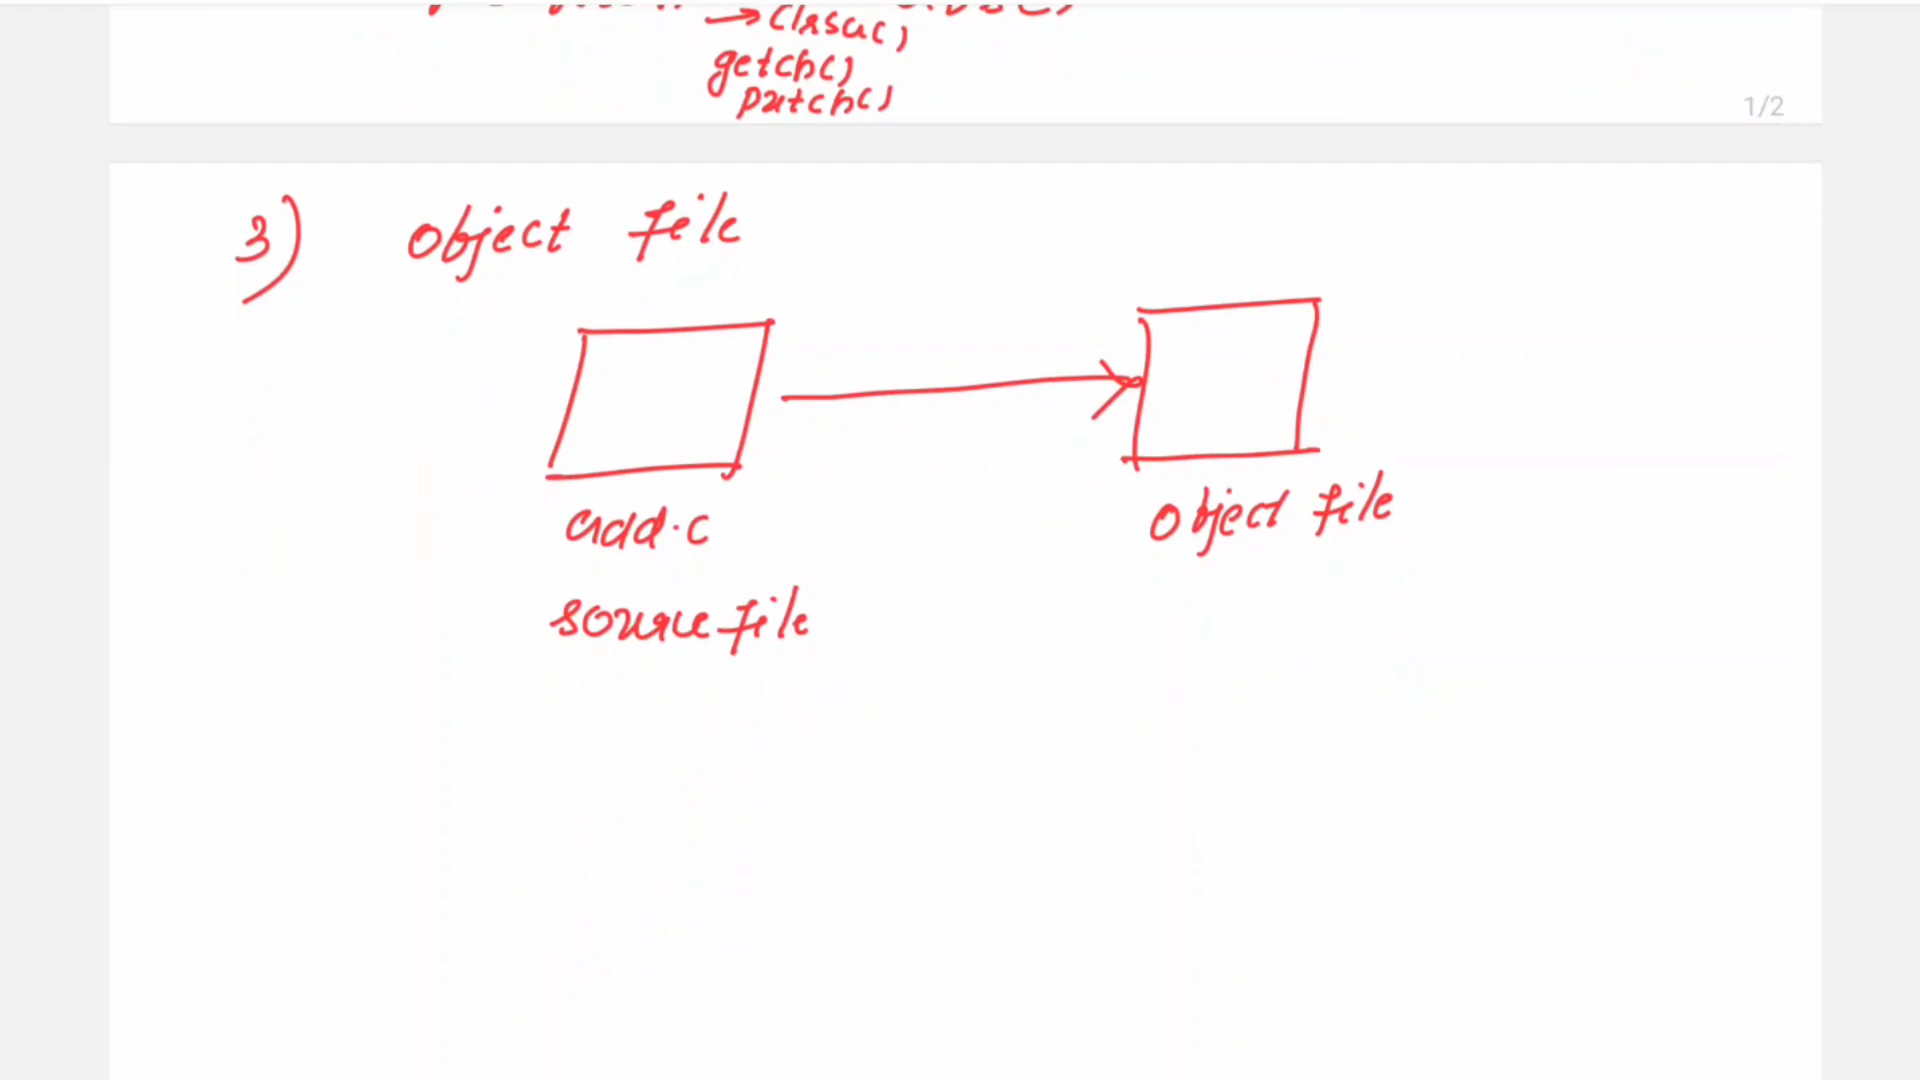 → clrscr()
getch()
putch()
1/2
3) object file
add.c
object file
source file